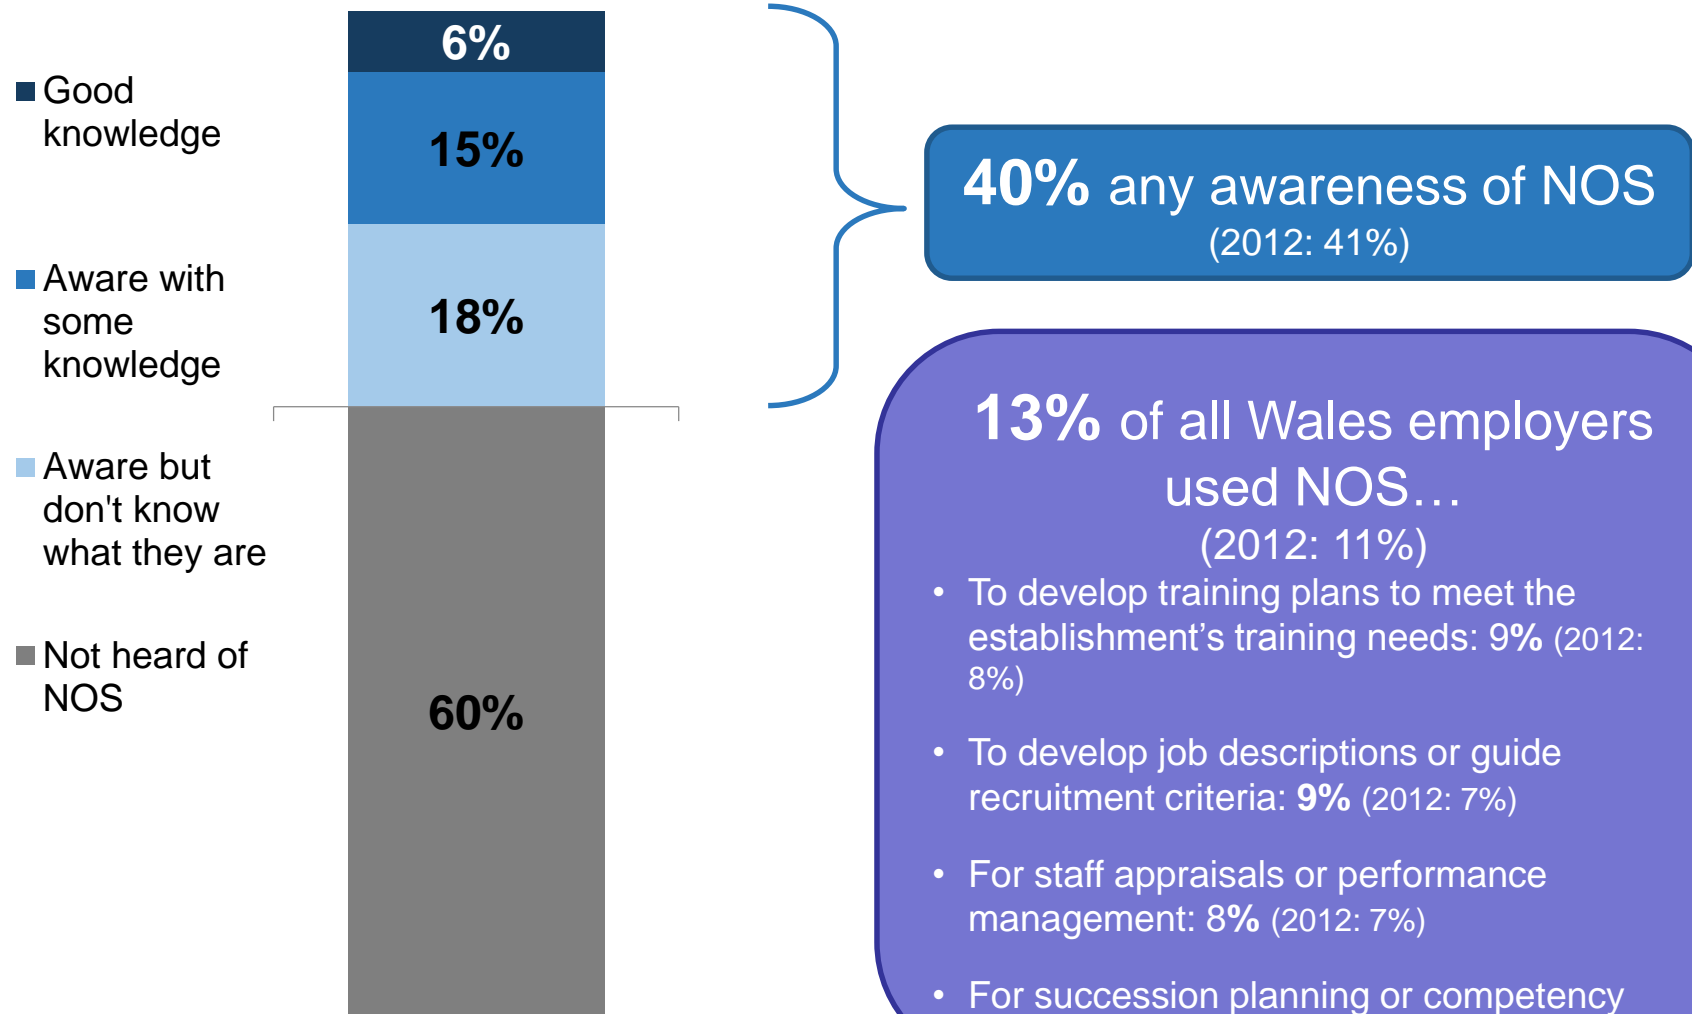 Good
knowledge
Aware with
some
knowledge
Aware but
don't know
what they are
Not heard of
NOS
6%
15%
18%
60%
40% any awareness of NOS
(2012: 41%)
13% of all Wales employers
used NOS…
(2012: 11%)
• To develop training plans to meet the
establishment’s training needs: 9% (2012:
8%)
• To develop job descriptions or guide
recruitment criteria: 9% (2012: 7%)
• For staff appraisals or performance
management: 8% (2012: 7%)
• For succession planning or competency